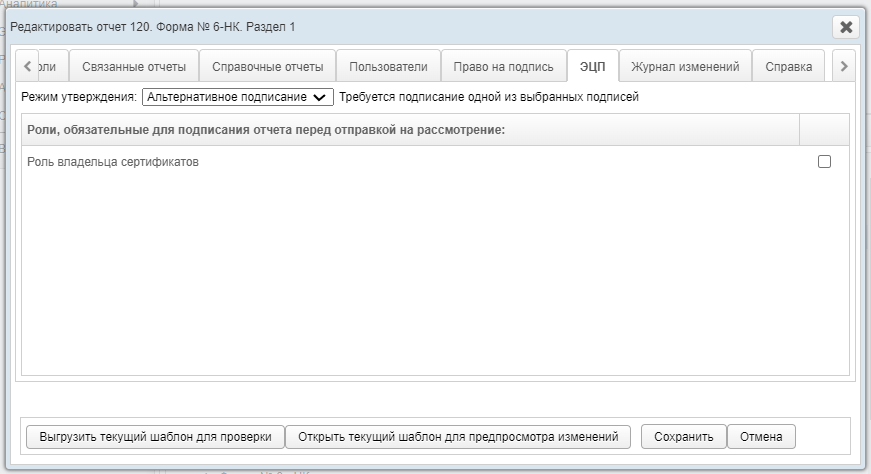 Аналитика
Редактировать отчет 120. Форма № 6-НК. Раздел 1
оли Связанные отчеты Справочные отчеты Пользователи Право на подпись ЭЦП Журнал изменений Справка
Режим утверждения: Альтернативное подписание Требуется подписание одной из выбранных подписей
Роли, обязательные для подписания отчета перед отправкой на рассмотрение:
Роль владельца сертификатов
Выгрузить текущий шаблон для проверки Открыть текущий шаблон для предпросмотра изменений Сохранить Отмена